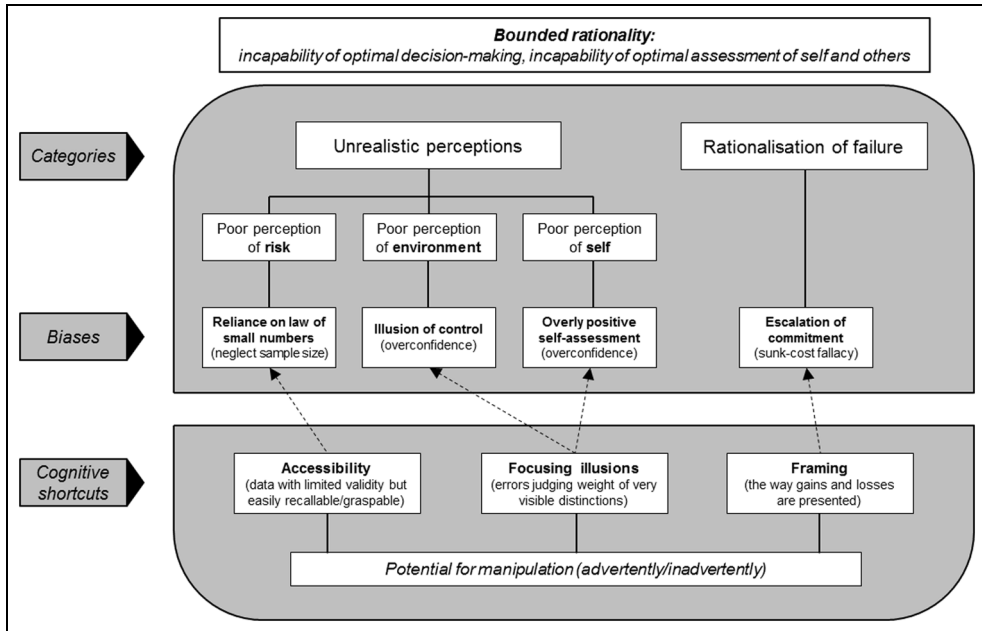 Bounded rationality:
incapability of optimal decision-making, incapability of optimal assessment of self and others
Categories
Unrealistic perceptions
Rationalisation of failure
Poor perception
of risk
Poor perception
of environment
Poor perception
of self
Biases
Reliance on law of
small numbers
(neglect sample size)
Illusion of control
(overconfidence)
Overly positive
self-assessment
(overconfidence)
Escalation of
commitment
(sunk-cost fallacy)
Cognitive
shortcuts
Accessibility
(data with limited validity but
easily recallable/graspable)
Focusing illusions
(errors judging weight of very
visible distinctions)
Framing
(the way gains and losses
are presented)
Potential for manipulation (advertently/inadvertently)